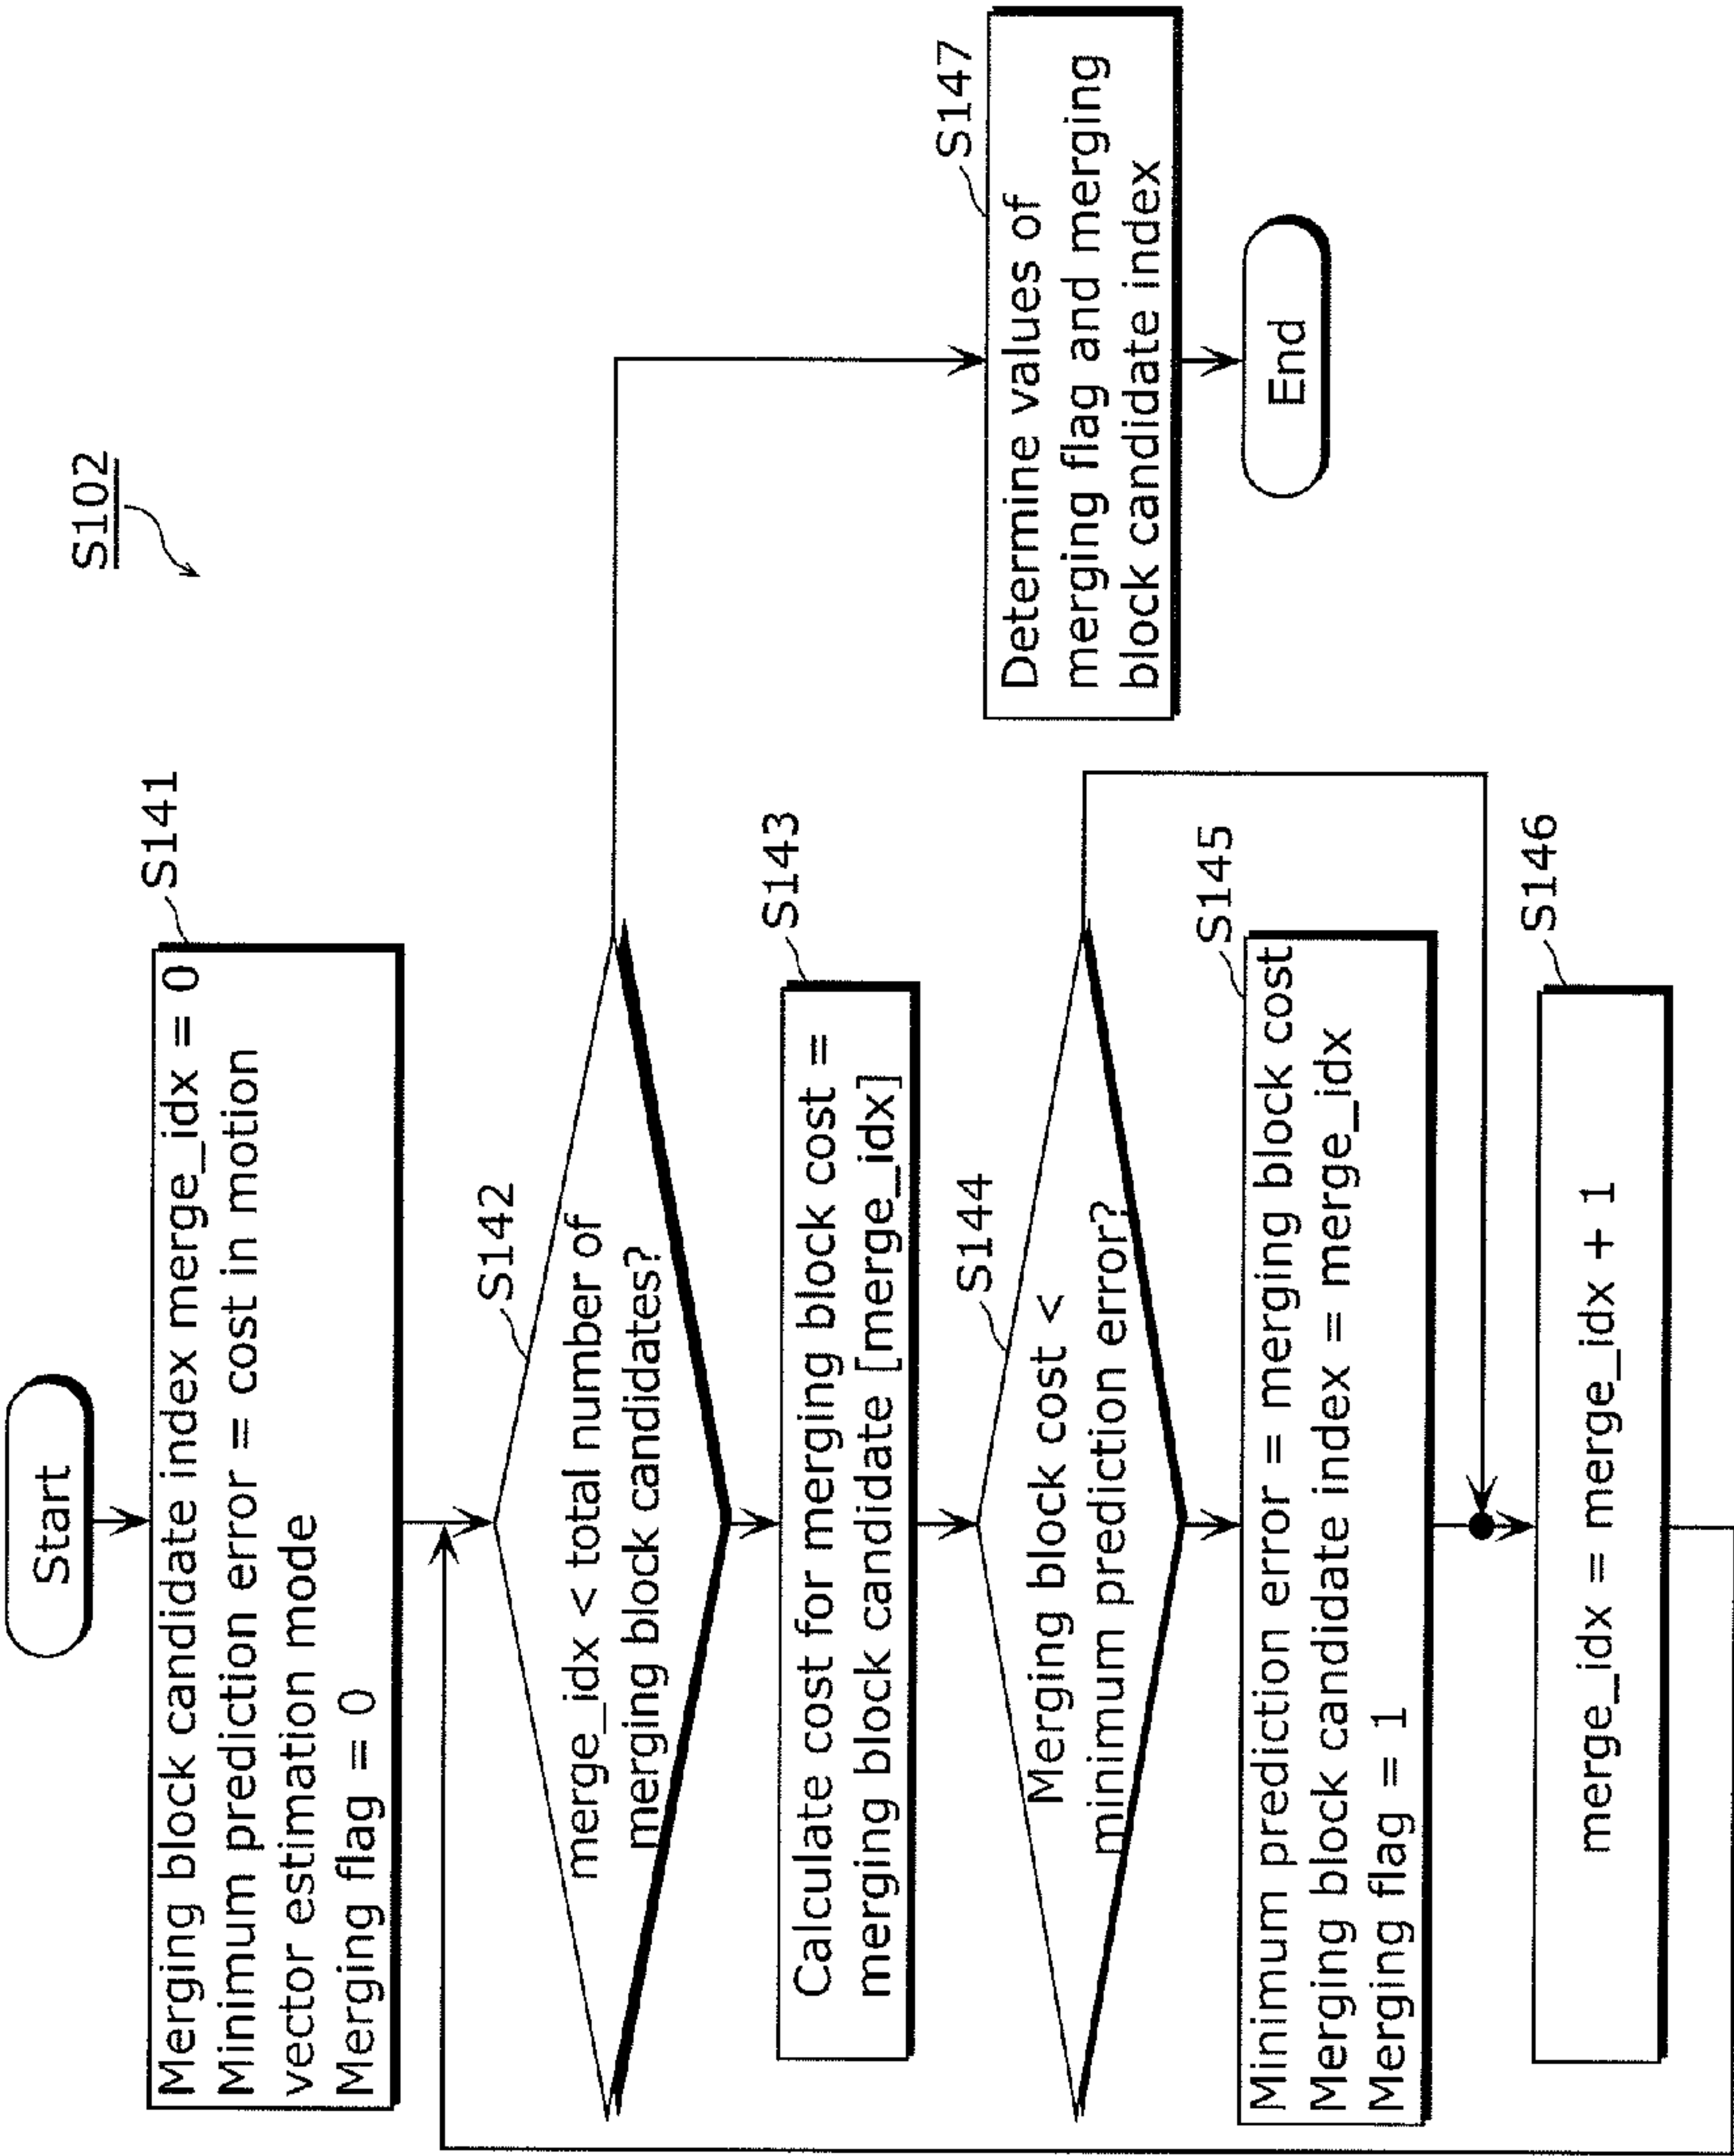 S102
Start
S141
Merging block candidate index merge_idx = 0
Minimum prediction error = cost in motion
vector estimation mode
Merging flag = 0
S142
merge_idx < total number of
merging block candidates?
S143
Calculate cost for merging block cost =
merging block candidate [merge_idx]
S144
Merging block cost <
minimum prediction error?
S145
Minimum prediction error = merging block cost
Merging block candidate index = merge_idx
Merging flag = 1
S146
merge_idx = merge_idx + 1
S147
Determine values of
merging flag and merging
block candidate index
End